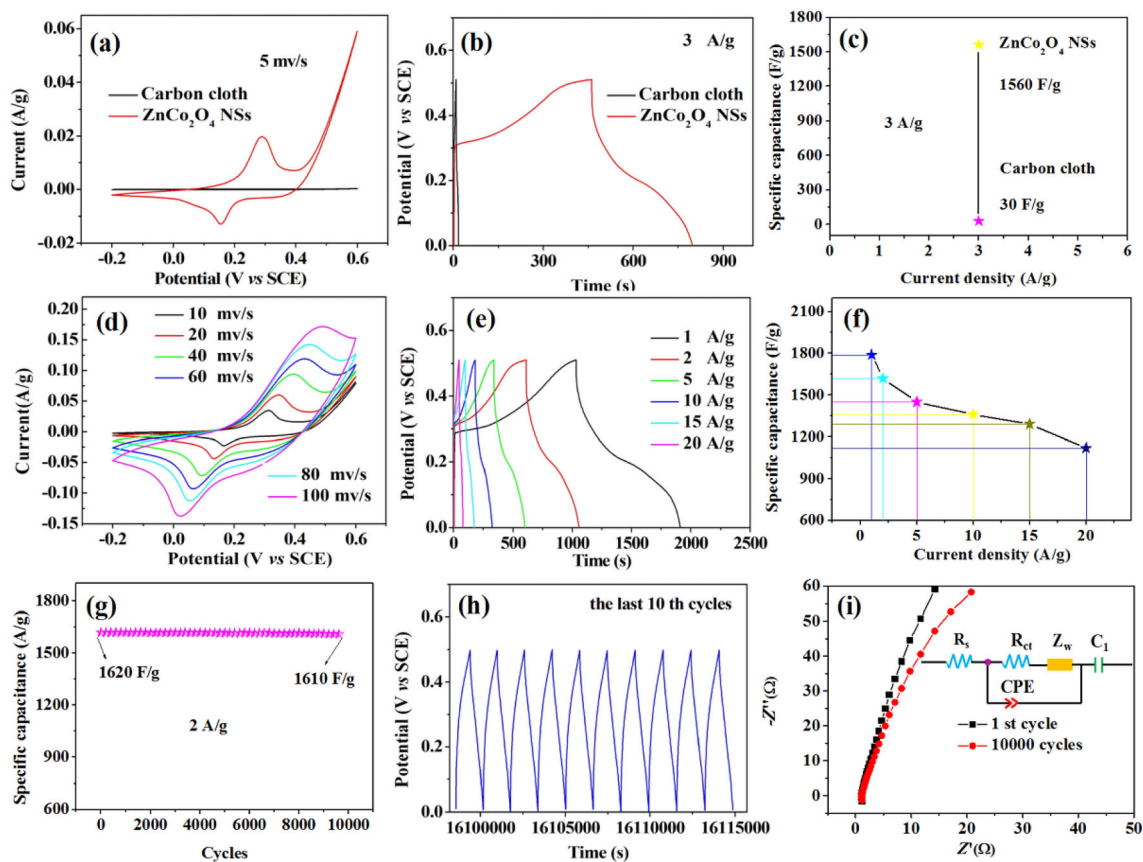 (a)
5 mv/s
Carbon cloth
ZnCo₂O₄ NSs
Current (A/g)
0.06
0.04
0.02
0.00
-0.02
-0.2 0.0 0.2 0.4 0.6
Potential (V vs SCE)
(b)
3 A/g
Carbon cloth
ZnCo₂O₄ NSs
Potential (V vs SCE)
0.6
0.4
0.2
0.0
0 300 600 900
Time (s)
(c)
ZnCo₂O₄ NSs
1560 F/g
3 A/g
Carbon cloth
30 F/g
Specific capacitance (F/g)
1800
1500
1200
900
600
300
0
0 1 2 3 4 5 6
Current density (A/g)
(d)
10 mv/s
20 mv/s
40 mv/s
60 mv/s
80 mv/s
100 mv/s
Current(A/g)
0.20
0.15
0.10
0.05
0.00
-0.05
-0.10
-0.15
-0.2 0.0 0.2 0.4 0.6
Potential (V vs SCE)
(e)
1 A/g
2 A/g
5 A/g
10 A/g
15 A/g
20 A/g
Potential (V vs SCE)
0.6
0.4
0.2
0.0
0 500 1000 1500 2000 2500
Time (s)
(f)
Specific capacitance (F/g)
2100
1800
1500
1200
900
600
0 5 10 15 20
Current density (A/g)
(g)
1620 F/g
1610 F/g
2 A/g
Specific capacitance (A/g)
1800
1500
1200
900
600
0 2000 4000 6000 8000 10000
Cycles
(h)
the last 10 th cycles
Potential (V vs SCE)
0.6
0.4
0.2
0.0
16100000 16105000 16110000 16115000
Time (s)
(i)
R_s R_ct Z_w C₁
CPE
1 st cycle
10000 cycles
-Z''(Ω)
60
50
40
30
20
10
0
0 10 20 30 40 50
Z'(Ω)